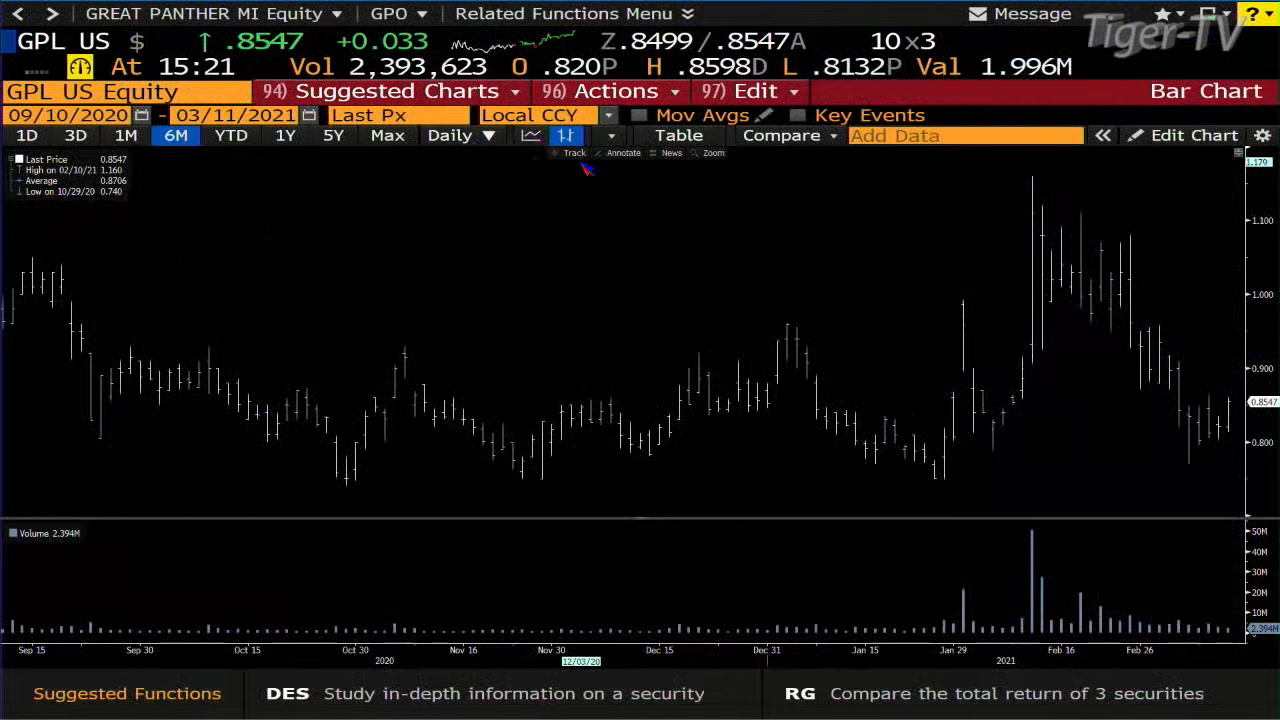 < > GREAT PANTHER MI Equity GPO Related Functions Menu Message ?
Tiger-TV
GPL US $ ↑ .8547 +0.033 Z.8499/.8547A 10x3
At 15:21 Vol 2,393,623 O .820P H .8598D L .8132P Val 1.996M
GPL US Equity 94) Suggested Charts 96) Actions 97) Edit Bar Chart
09/10/2020 - 03/11/2021 Last Px Local CCY Mov Avgs Key Events
1D 3D 1M 6M YTD 1Y 5Y Max Daily ▼ Table Compare Add Data « Edit Chart
Track Annotate News Zoom
Last Price 0.8547
High on 02/10/21 1.160
Average 0.8706
Low on 10/29/20 0.740
1.179
1.100
1.000
0.900
0.8547
0.800
Volume 2.394M
50M
40M
30M
20M
10M
2.394M
Sep 15 Sep 30 Oct 15 Oct 30 Nov 16 Nov 30 Dec 15 Dec 31 Jan 15 Jan 29 Feb 16 Feb 26
2020 12/03/20 2021
Suggested Functions DES Study in-depth information on a security RG Compare the total return of 3 securities